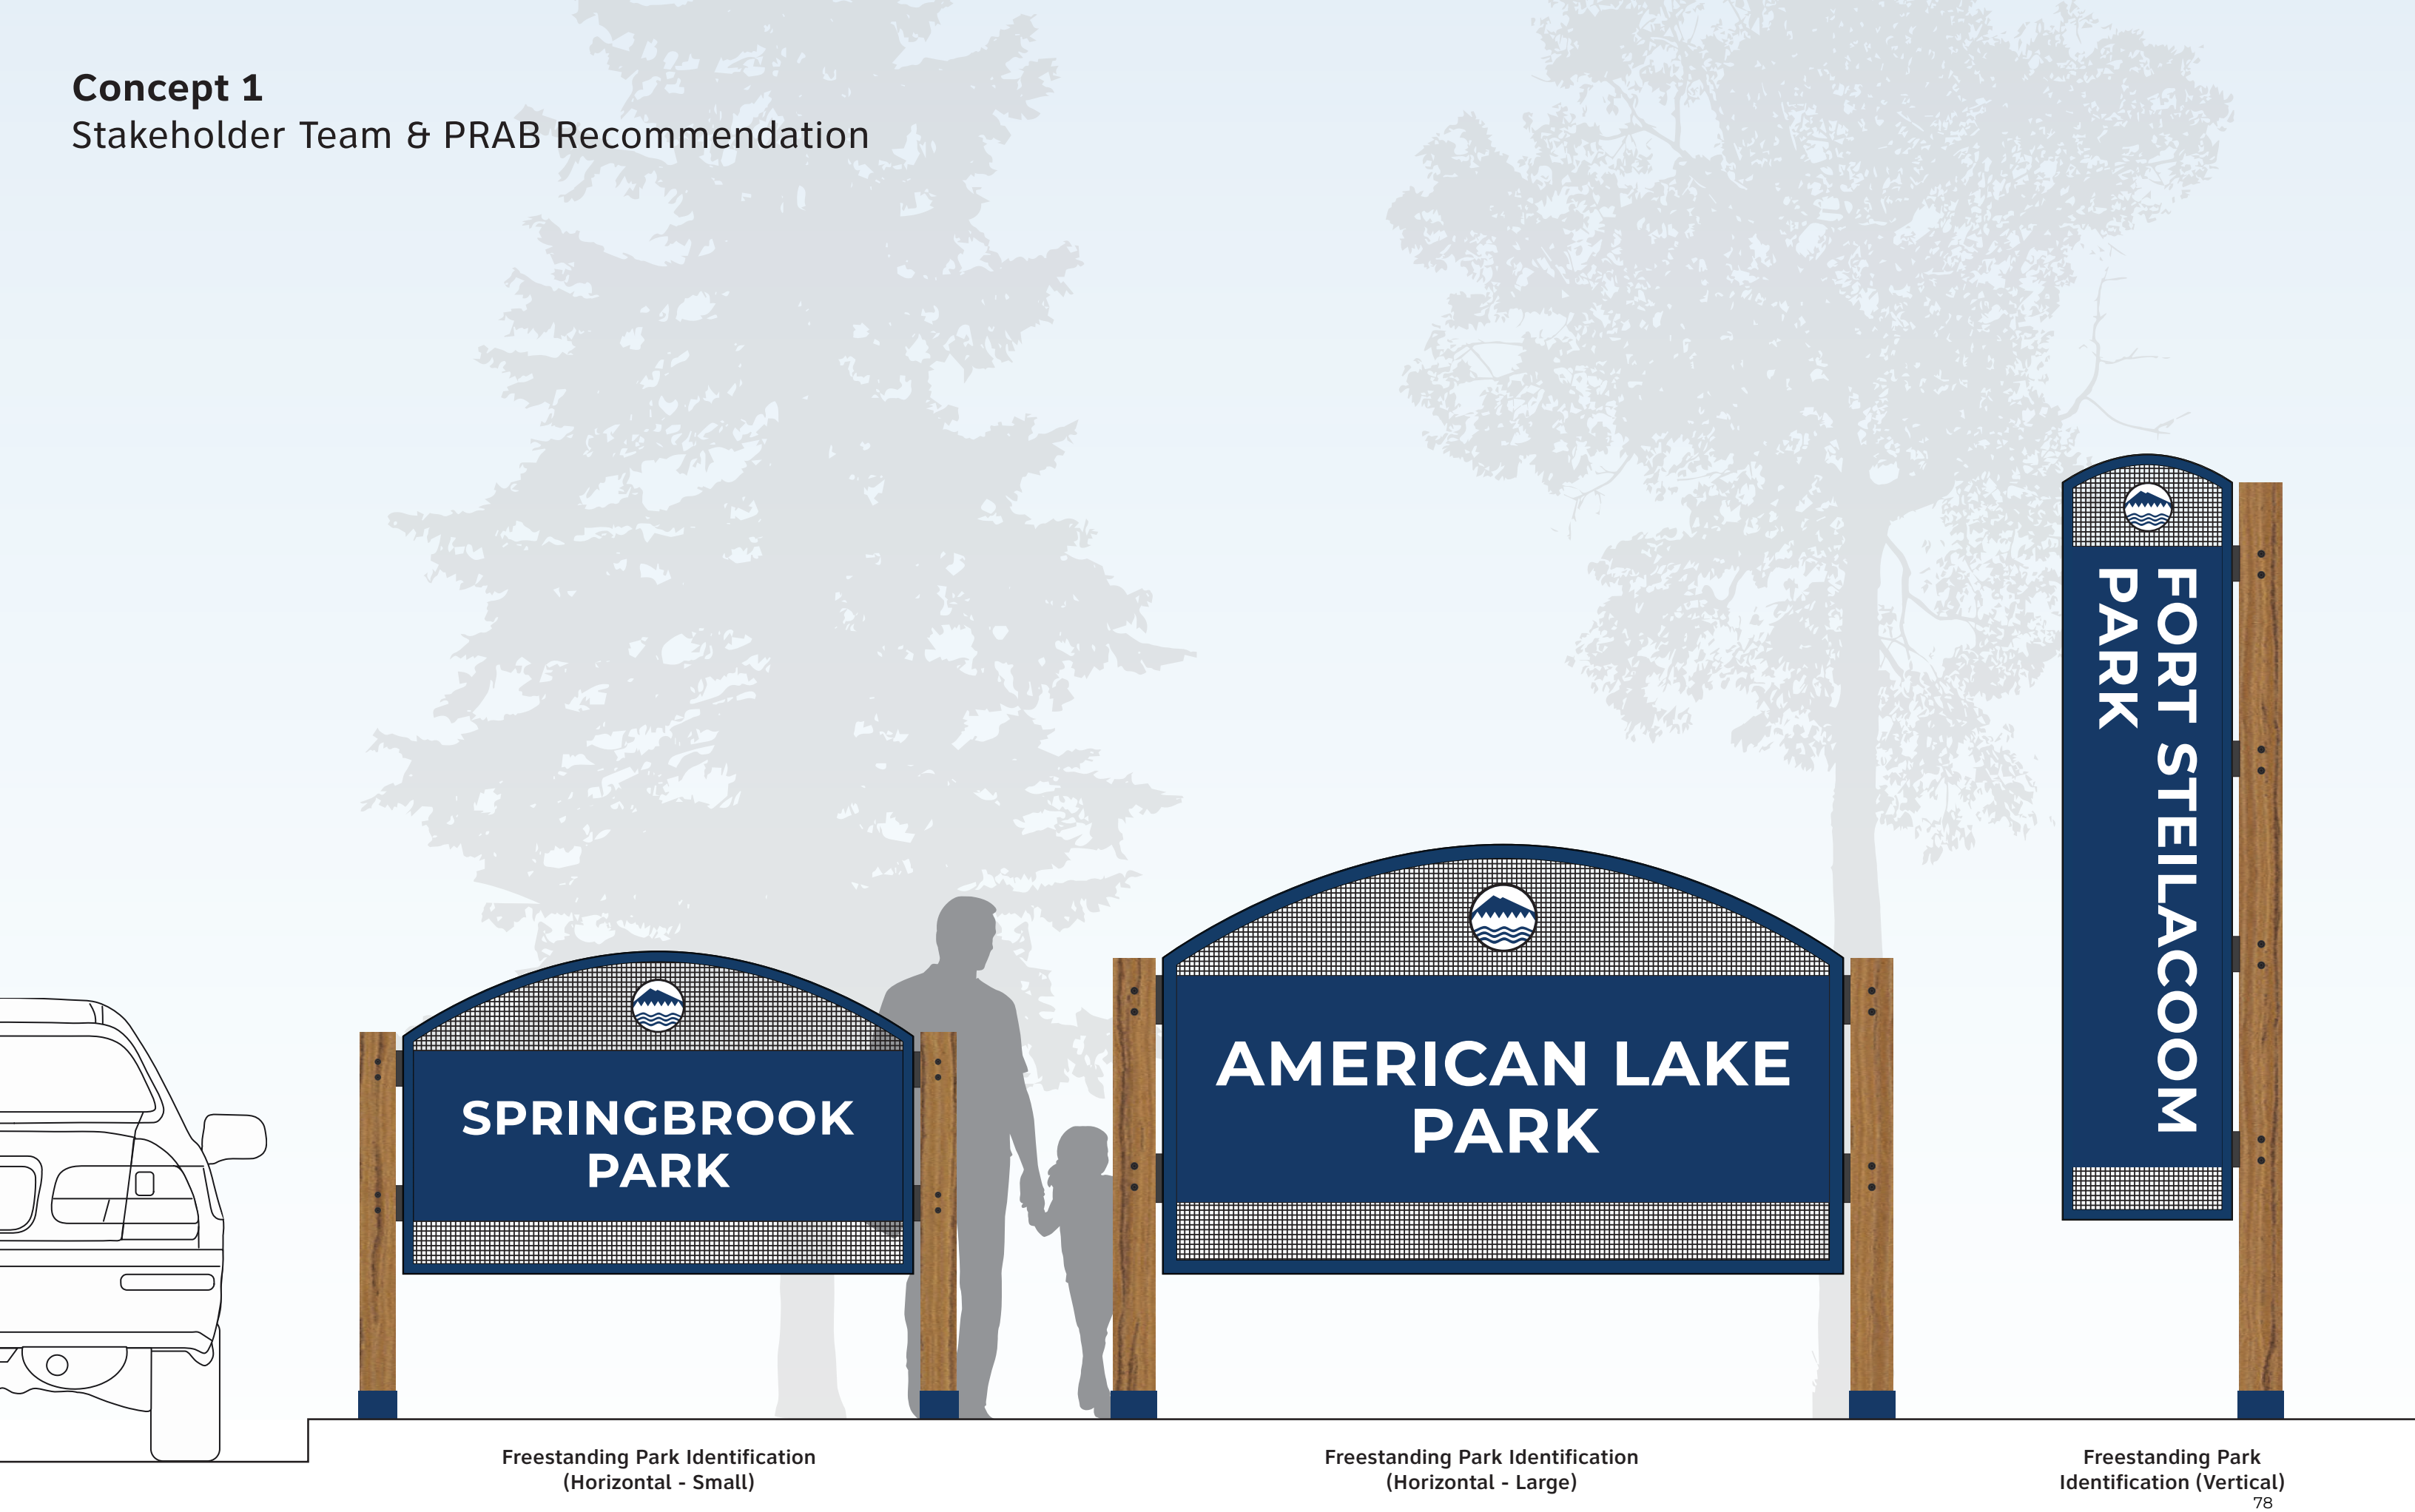 Concept 1
Stakeholder Team & PRAB Recommendation
SPRINGBROOK
PARK
AMERICAN LAKE
PARK
FORT STEILACOOM
PARK
Freestanding Park Identification
(Horizontal - Small)
Freestanding Park Identification
(Horizontal - Large)
Freestanding Park
Identification (Vertical)
78